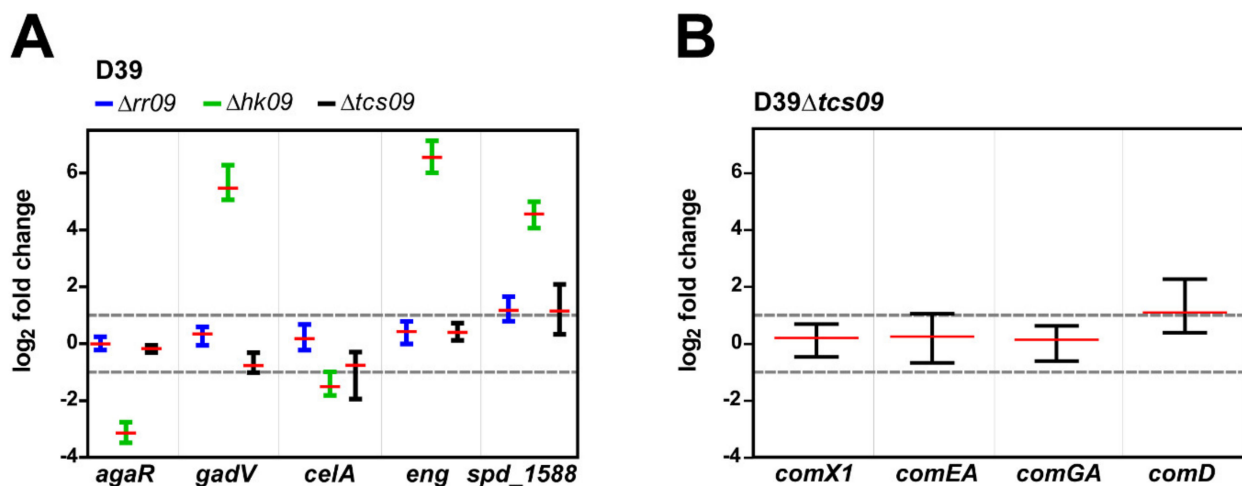 A
D39
Δrr09 Δhk09 Δtcs09
log₂ fold change
6
4
2
0
-2
-4
agaR gadV celA eng spd_1588
B
D39Δtcs09
log₂ fold change
6
4
2
0
-2
-4
comX1 comEA comGA comD